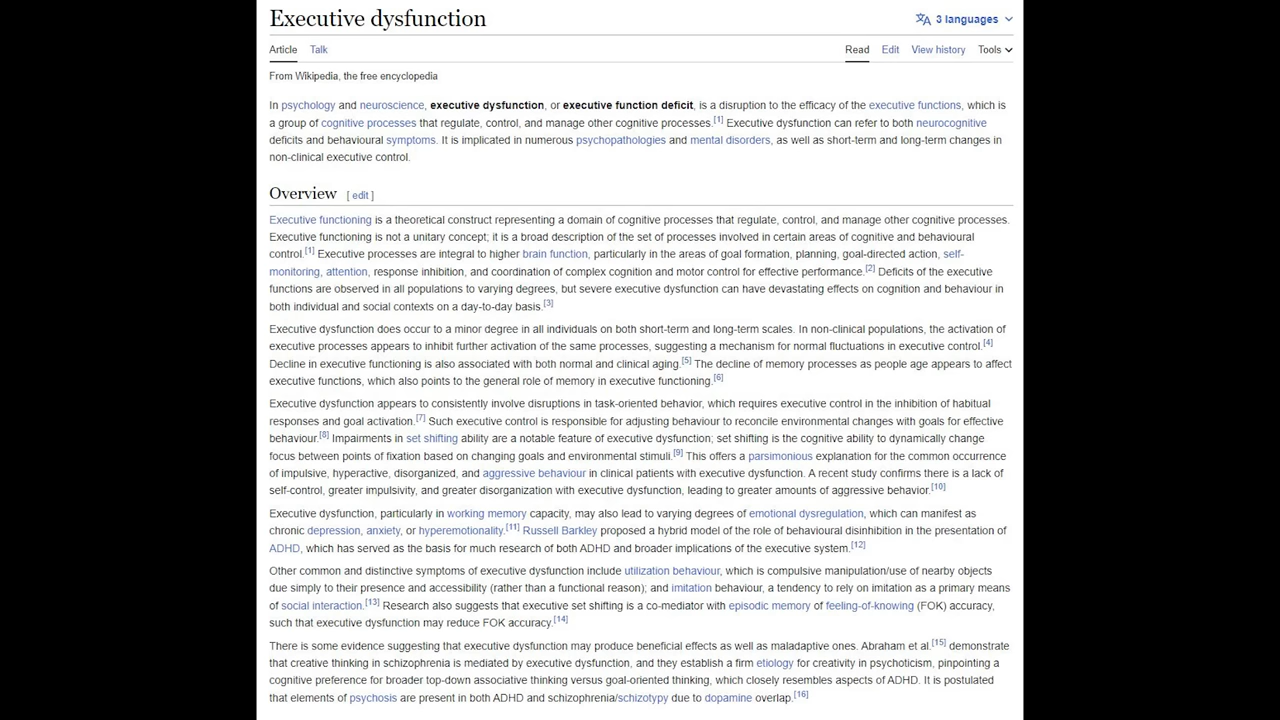 Executive dysfunction
3 languages
Article Talk Read Edit View history Tools
From Wikipedia, the free encyclopedia
In psychology and neuroscience, executive dysfunction, or executive function deficit, is a disruption to the efficacy of the executive functions, which is
a group of cognitive processes that regulate, control, and manage other cognitive processes.[1] Executive dysfunction can refer to both neurocognitive
deficits and behavioural symptoms. It is implicated in numerous psychopathologies and mental disorders, as well as short-term and long-term changes in
non-clinical executive control.
Overview [ edit ]
Executive functioning is a theoretical construct representing a domain of cognitive processes that regulate, control, and manage other cognitive processes.
Executive functioning is not a unitary concept; it is a broad description of the set of processes involved in certain areas of cognitive and behavioural
control.[1] Executive processes are integral to higher brain function, particularly in the areas of goal formation, planning, goal-directed action, self-
monitoring, attention, response inhibition, and coordination of complex cognition and motor control for effective performance.[2] Deficits of the executive
functions are observed in all populations to varying degrees, but severe executive dysfunction can have devastating effects on cognition and behaviour in
both individual and social contexts on a day-to-day basis.[3]
Executive dysfunction does occur to a minor degree in all individuals on both short-term and long-term scales. In non-clinical populations, the activation of
executive processes appears to inhibit further activation of the same processes, suggesting a mechanism for normal fluctuations in executive control.[4]
Decline in executive functioning is also associated with both normal and clinical aging.[5] The decline of memory processes as people age appears to affect
executive functions, which also points to the general role of memory in executive functioning.[6]
Executive dysfunction appears to consistently involve disruptions in task-oriented behavior, which requires executive control in the inhibition of habitual
responses and goal activation.[7] Such executive control is responsible for adjusting behaviour to reconcile environmental changes with goals for effective
behaviour.[8] Impairments in set shifting ability are a notable feature of executive dysfunction; set shifting is the cognitive ability to dynamically change
focus between points of fixation based on changing goals and environmental stimuli.[9] This offers a parsimonious explanation for the common occurrence
of impulsive, hyperactive, disorganized, and aggressive behaviour in clinical patients with executive dysfunction. A recent study confirms there is a lack of
self-control, greater impulsivity, and greater disorganization with executive dysfunction, leading to greater amounts of aggressive behavior.[10]
Executive dysfunction, particularly in working memory capacity, may also lead to varying degrees of emotional dysregulation, which can manifest as
chronic depression, anxiety, or hyperemotionality.[11] Russell Barkley proposed a hybrid model of the role of behavioural disinhibition in the presentation of
ADHD, which has served as the basis for much research of both ADHD and broader implications of the executive system.[12]
Other common and distinctive symptoms of executive dysfunction include utilization behaviour, which is compulsive manipulation/use of nearby objects
due simply to their presence and accessibility (rather than a functional reason); and imitation behaviour, a tendency to rely on imitation as a primary means
of social interaction.[13] Research also suggests that executive set shifting is a co-mediator with episodic memory of feeling-of-knowing (FOK) accuracy,
such that executive dysfunction may reduce FOK accuracy.[14]
There is some evidence suggesting that executive dysfunction may produce beneficial effects as well as maladaptive ones. Abraham et al.[15] demonstrate
that creative thinking in schizophrenia is mediated by executive dysfunction, and they establish a firm etiology for creativity in psychoticism, pinpointing a
cognitive preference for broader top-down associative thinking versus goal-oriented thinking, which closely resembles aspects of ADHD. It is postulated
that elements of psychosis are present in both ADHD and schizophrenia/schizotypy due to dopamine overlap.[16]